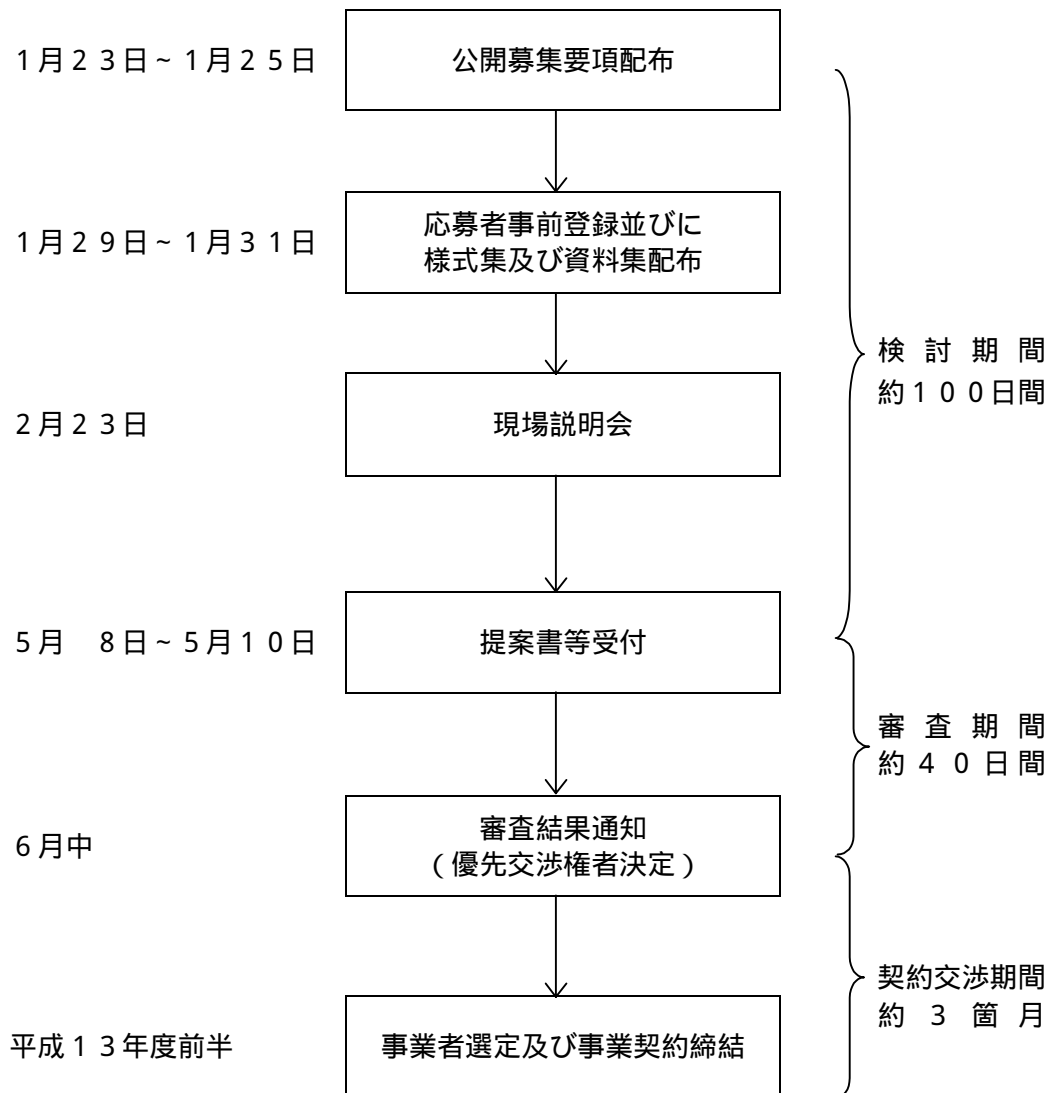 1月23日~1月25日
公開募集要項配布
1月29日~1月31日
応募者事前登録並びに
様式集及び資料集配布
検討期間
約100日間
2月23日
現場説明会
5月 8日~5月10日
提案書等受付
審査期間
約40日間
6月中
審査結果通知
(優先交渉権者決定)
契約交渉期間
約3箇月
平成13年度前半
事業者選定及び事業契約締結